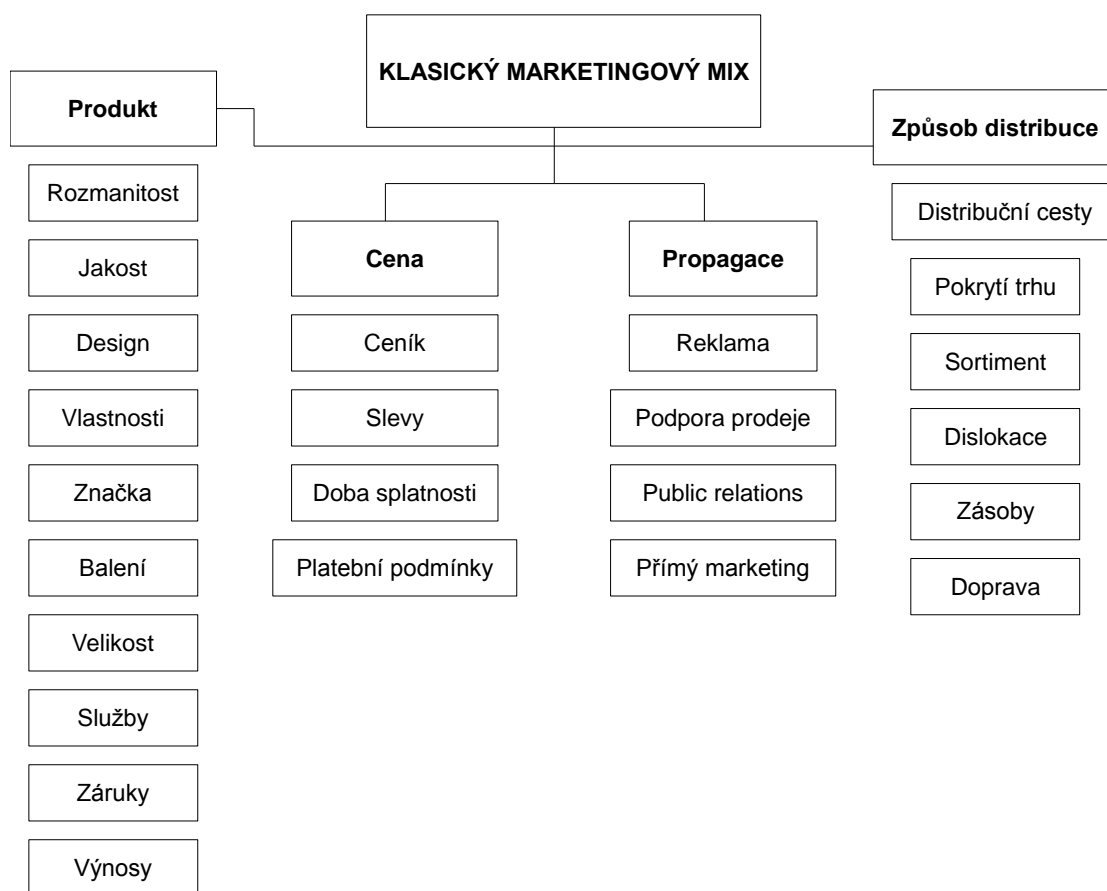 KLASICKÝ MARKETINGOVÝ MIX
Produkt
Rozmanitost
Jakost
Design
Vlastnosti
Značka
Balení
Velikost
Služby
Záruky
Výnosy
Cena
Ceník
Slevy
Doba splatnosti
Platební podmínky
Propagace
Reklama
Podpora prodeje
Public relations
Přímý marketing
Způsob distribuce
Distribuční cesty
Pokrytí trhu
Sortiment
Dislokace
Zásoby
Doprava